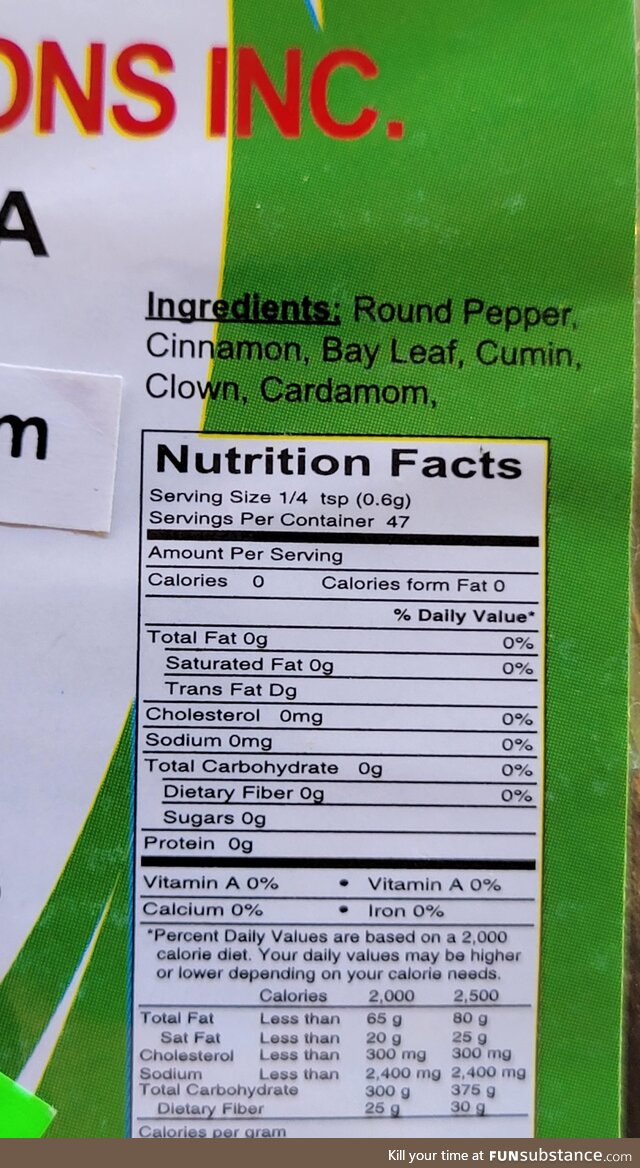 ONS INC.
A
m
Ingredients: Round Pepper,
Cinnamon, Bay Leaf, Cumin,
Clown, Cardamom,
Nutrition Facts
Serving Size 1/4 tsp (0.6g)
Servings Per Container 47
Amount Per Serving
Calories 0 Calories form Fat 0
% Daily Value*
Total Fat 0g 0%
Saturated Fat 0g 0%
Trans Fat Dg
Cholesterol 0mg 0%
Sodium 0mg 0%
Total Carbohydrate 0g 0%
Dietary Fiber 0g 0%
Sugars 0g
Protein 0g
Vitamin A 0% • Vitamin A 0%
Calcium 0% • Iron 0%
*Percent Daily Values are based on a 2,000
calorie diet. Your daily values may be higher
or lower depending on your calorie needs.
Calories 2,000 2,500
Total Fat Less than 65 g 80 g
Sat Fat Less than 20 g 25 g
Cholesterol Less than 300 mg 300 mg
Sodium Less than 2,400 mg 2,400 mg
Total Carbohydrate 300 g 375 g
Dietary Fiber 25 g 30 g
Calories per gram
Kill your time at FUNsubstance.com